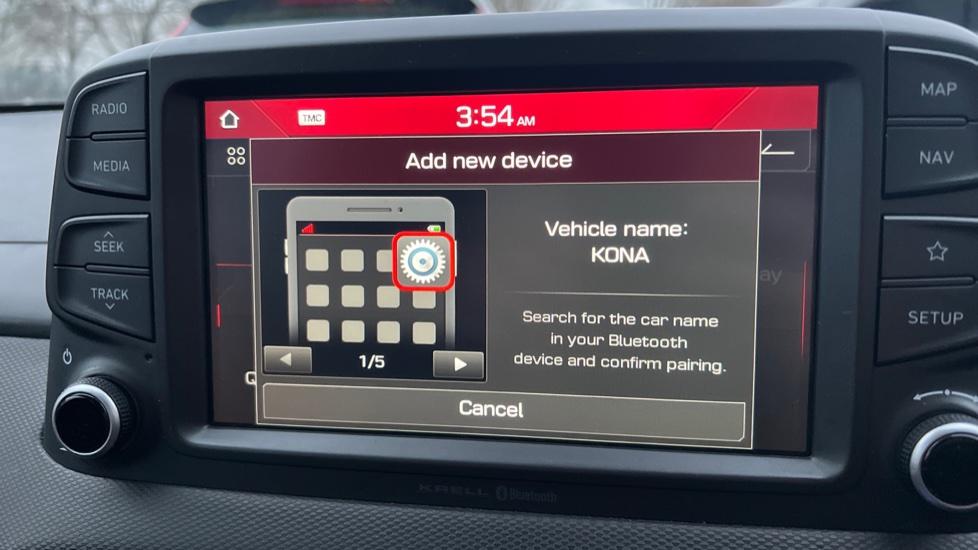 RADIO
MEDIA
SEEK
TRACK
TMC
3:54 AM
Add new device
Vehicle name:
KONA
Search for the car name
in your Bluetooth
device and confirm pairing.
1/5
Cancel
ay
Q
MAP
NAV
SETUP
KRELL Bluetooth